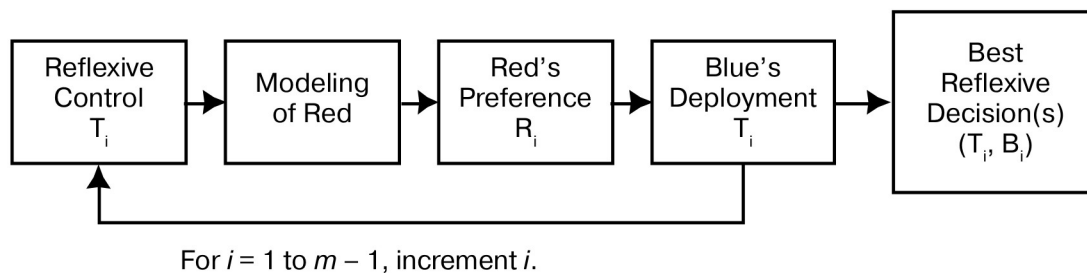 Reflexive
Control
Tᵢ
Modeling
of Red
Red's
Preference
Rᵢ
Blue's
Deployment
Tᵢ
Best
Reflexive
Decision(s)
(Tᵢ, Bᵢ)
For i = 1 to m – 1, increment i.